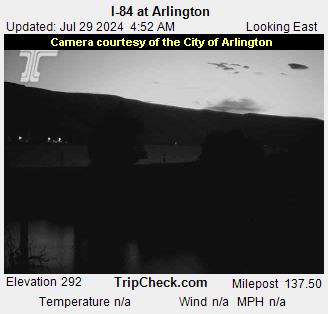 I-84 at Arlington
Updated: Jul 29 2024 4:52 AM Looking East
Camera courtesy of the City of Arlington
Elevation 292 TripCheck.com Milepost 137.50
Temperature n/a Wind n/a MPH n/a